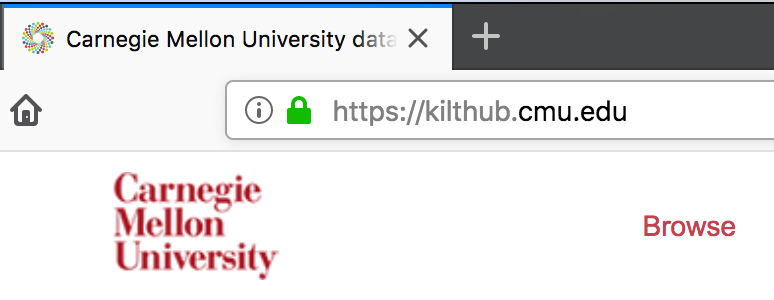 Carnegie Mellon University data
https://kilthub.cmu.edu
Carnegie
Mellon
University
Browse